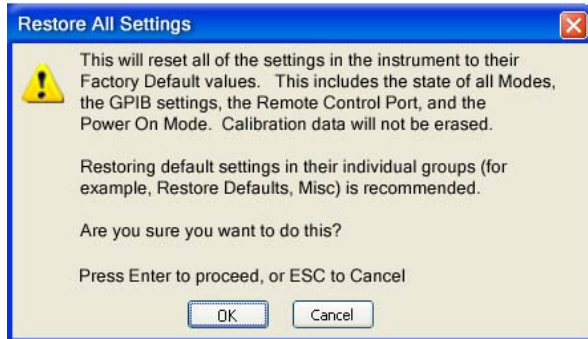 Restore All Settings
This will reset all of the settings in the instrument to their
Factory Default values. This includes the state of all Modes,
the GPIB settings, the Remote Control Port, and the
Power On Mode. Calibration data will not be erased.
Restoring default settings in their individual groups (for
example, Restore Defaults, Misc) is recommended.
Are you sure you want to do this?
Press Enter to proceed, or ESC to Cancel
OK
Cancel